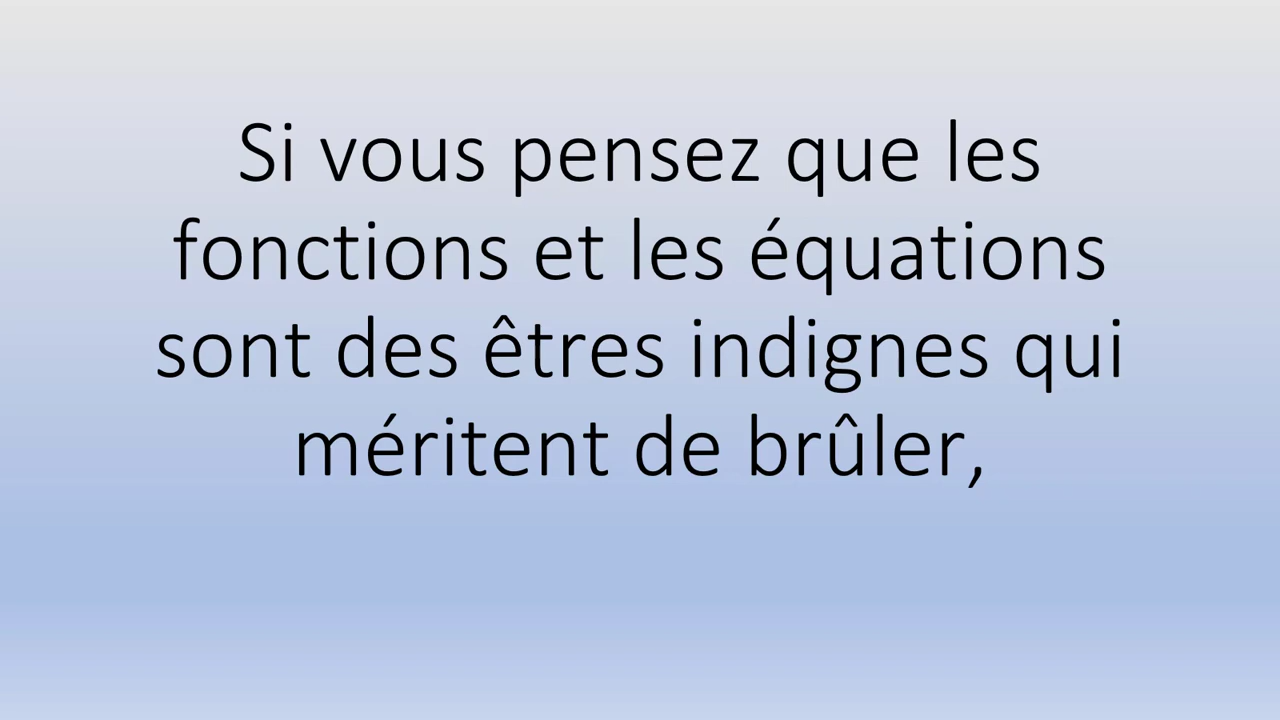 Si vous pensez que les
fonctions et les équations
sont des êtres indignes qui
méritent de brûler,